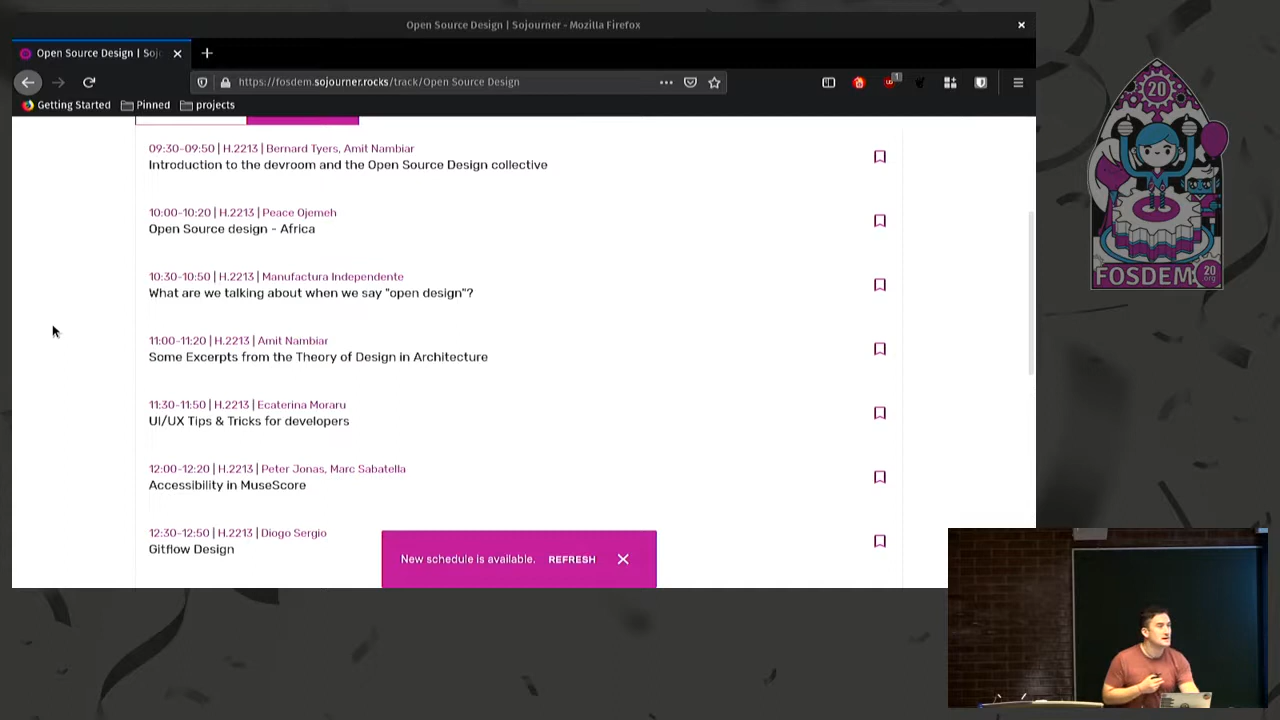 Open Source Design | Sojourner - Mozilla Firefox
Open Source Design | Sojo
https://fosdem.sojourner.rocks/track/Open Source Design
1
Getting Started
Pinned
projects
09:30-09:50 | H.2213 | Bernard Tyers, Amit Nambiar
Introduction to the devroom and the Open Source Design collective
10:00-10:20 | H.2213 | Peace Ojemeh
Open Source design - Africa
10:30-10:50 | H.2213 | Manufactura Independente
What are we talking about when we say "open design"?
11:00-11:20 | H.2213 | Amit Nambiar
Some Excerpts from the Theory of Design in Architecture
11:30-11:50 | H.2213 | Ecaterina Moraru
UI/UX Tips & Tricks for developers
12:00-12:20 | H.2213 | Peter Jonas, Marc Sabatella
Accessibility in MuseScore
12:30-12:50 | H.2213 | Diogo Sergio
Gitflow Design
New schedule is available. REFRESH
20
FOSDEM
20
.org